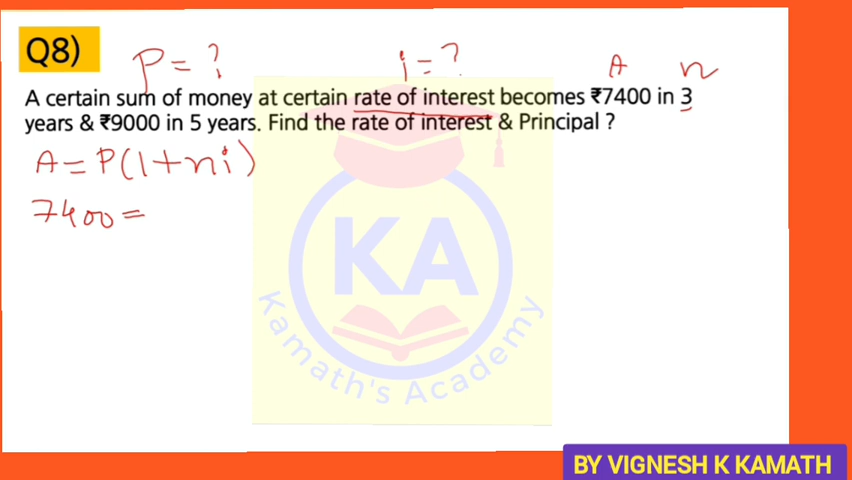 Q8)
P = ?
i = ?
A
n
A certain sum of money at certain rate of interest becomes ₹7400 in 3
years & ₹9000 in 5 years. Find the rate of interest & Principal ?
A = P(1+ni)
7400 =
KA
Kamath's Academy
BY VIGNESH K KAMATH